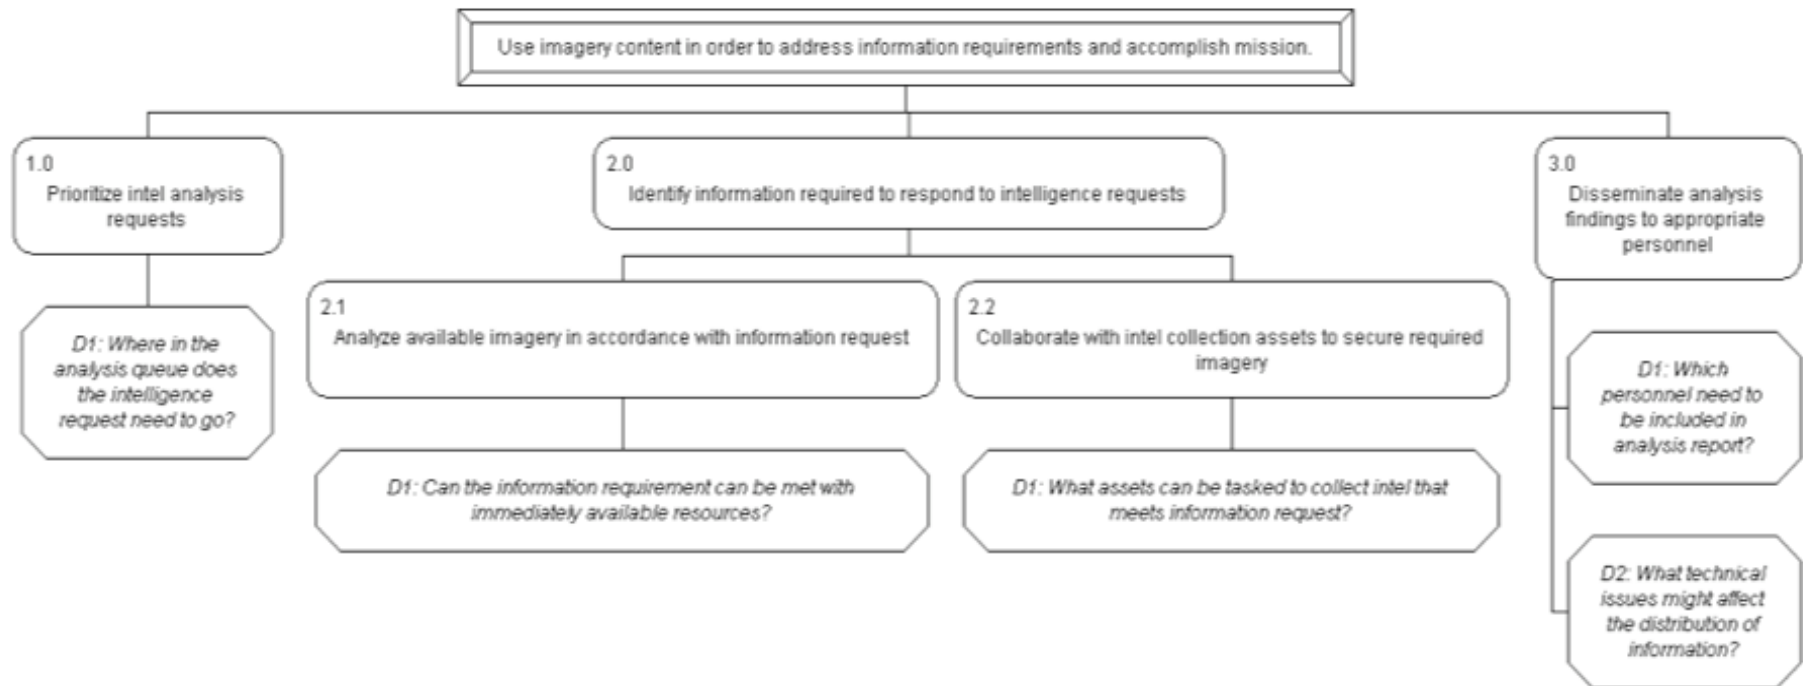 Use imagery content in order to address information requirements and accomplish mission.
1.0
Prioritize intel analysis
requests
2.0
Identify information required to respond to intelligence requests
3.0
Disseminate analysis
findings to appropriate
personnel
2.1
Analyze available imagery in accordance with information request
2.2
Collaborate with intel collection assets to secure required
imagery
D1: Where in the
analysis queue does
the intelligence
request need to go?
D1: Can the information requirement can be met with
immediately available resources?
D1: What assets can be tasked to collect intel that
meets information request?
D1: Which
personnel need to
be included in
analysis report?
D2: What technical
issues might affect
the distribution of
information?